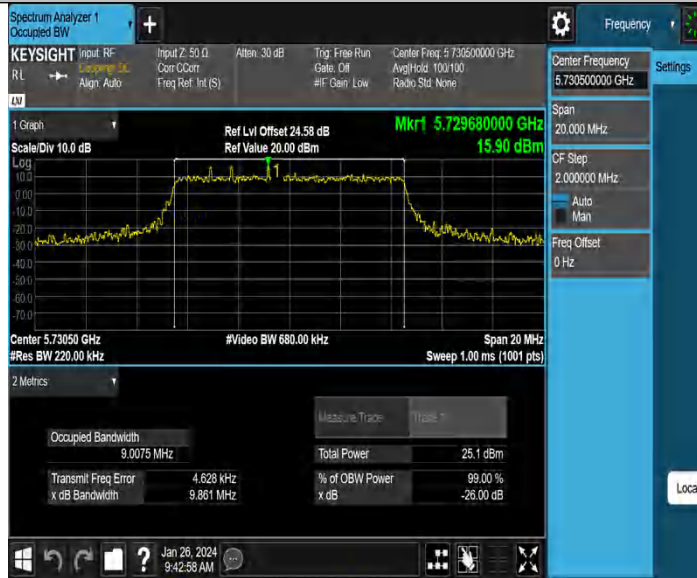 Spectrum Analyzer 1
Occupied BW
Frequency
KEYSIGHT
Input: RF
Coupling: DC
Align: Auto
RL
Input Z: 50 Ω
Corr CCorr
Freq Ref: Int (S)
Atten: 30 dB
Trig: Free Run
Gate: Off
#IF Gain: Low
Center Freq: 5.730500000 GHz
Avg|Hold: 100/100
Radio Std: None
LXI
1 Graph
Scale/Div 10.0 dB
Ref Lvl Offset 24.58 dB
Ref Value 20.00 dBm
Mkr1 5.729680000 GHz
15.90 dBm
Log
10.0
0.00
-10.0
-20.0
-30.0
-40.0
-50.0
-60.0
-70.0
1
Center 5.73050 GHz
#Res BW 220.00 kHz
#Video BW 680.00 kHz
Span 20 MHz
Sweep 1.00 ms (1001 pts)
2 Metrics
Measure Trace
Trace 1
Occupied Bandwidth
9.0075 MHz
Total Power
25.1 dBm
Transmit Freq Error
4.628 kHz
% of OBW Power
99.00 %
x dB Bandwidth
9.861 MHz
x dB
-26.00 dB
Center Frequency
5.730500000 GHz
Settings
Span
20.000 MHz
CF Step
2.000000 MHz
Auto
Man
Freq Offset
0 Hz
Loca
?
Jan 26, 2024
9:42:58 AM